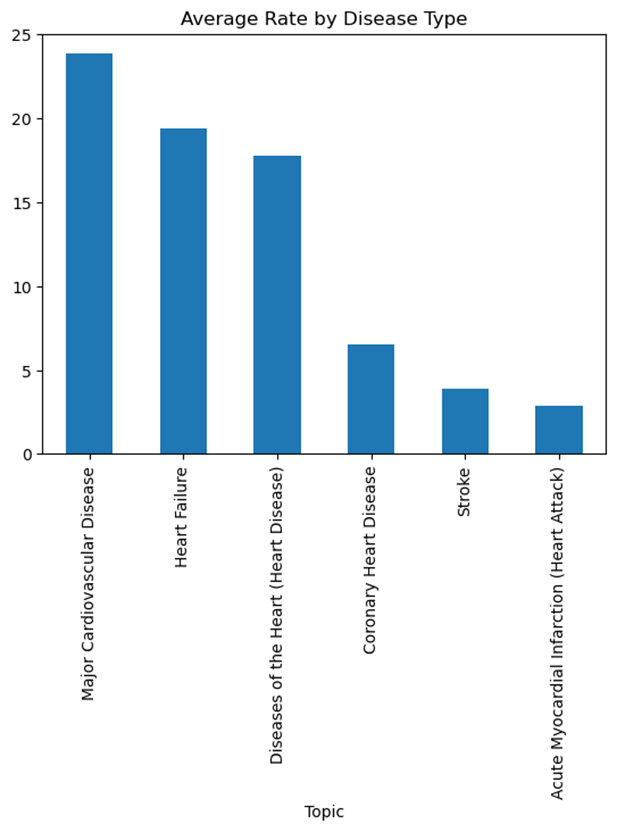 Average Rate by Disease Type
25
20
15
10
5
0
Major Cardiovascular Disease
Heart Failure
Diseases of the Heart (Heart Disease)
Coronary Heart Disease
Stroke
Acute Myocardial Infarction (Heart Attack)
Topic